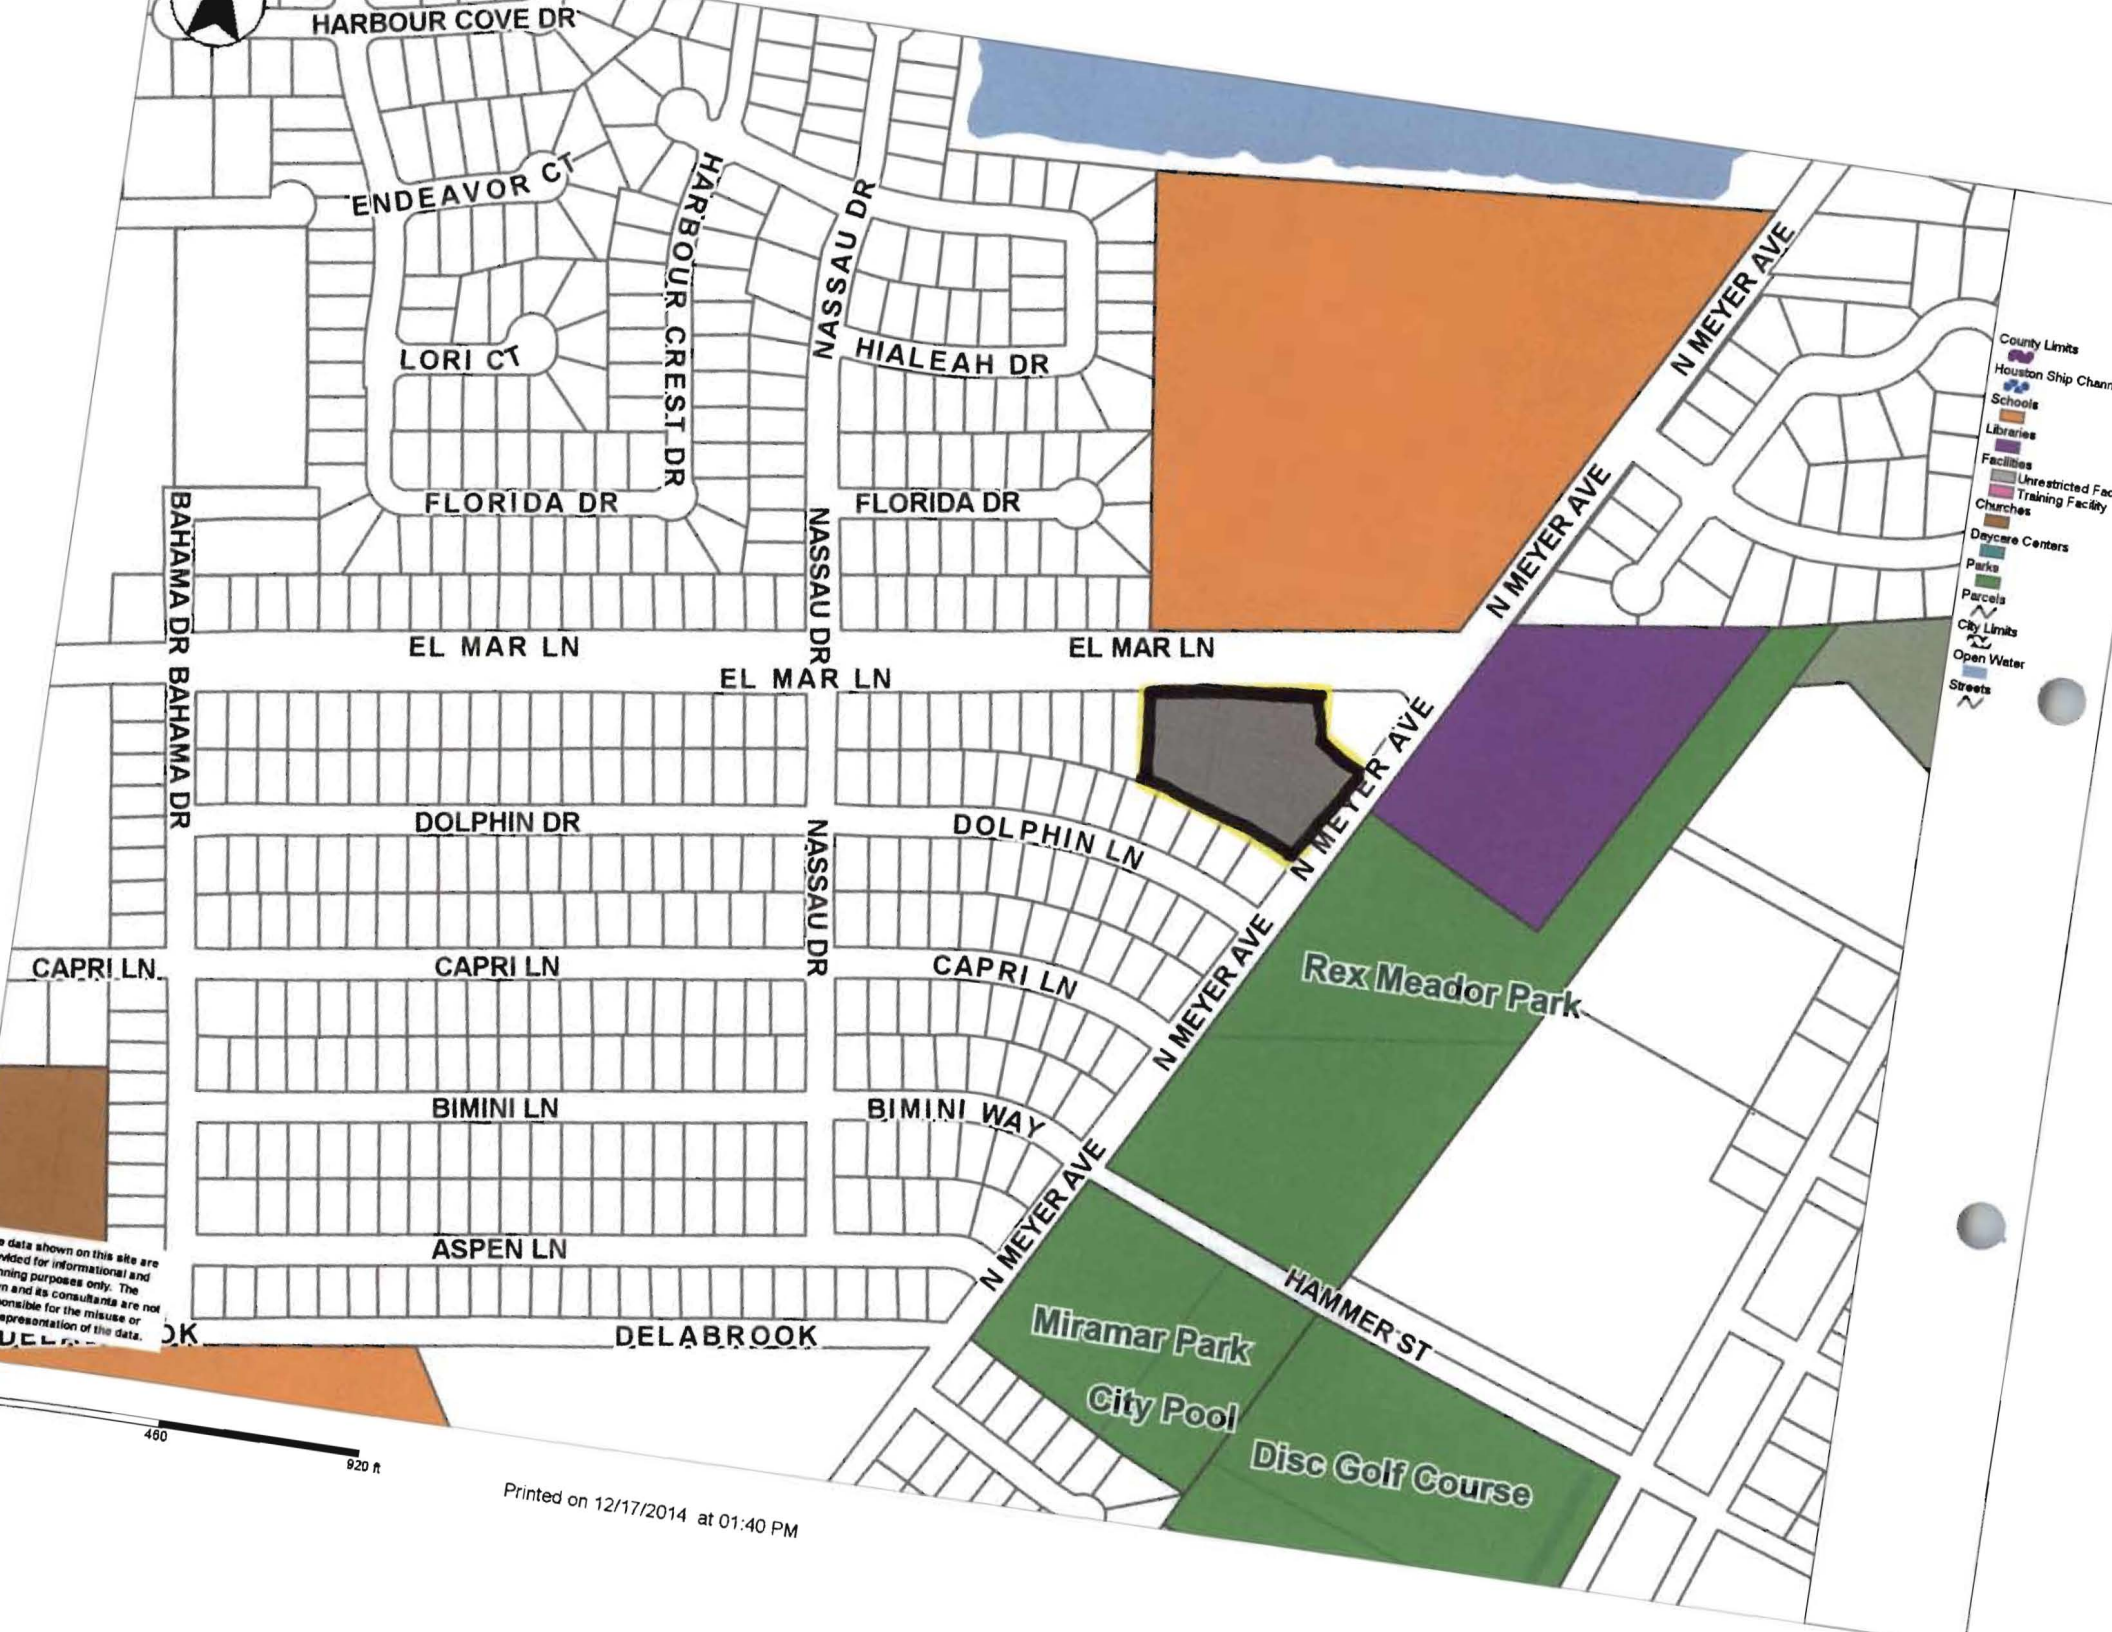 HARBOUR COVE DR
ENDEAVOR CT
HARBOUR CREST DR
NASSAU DR
LORI CT
HIALEAH DR
N MEYER AVE
FLORIDA DR
FLORIDA DR
N MEYER AVE
BAHAMA DR
NASSAU DR
EL MAR LN
EL MAR LN
EL MAR LN
BAHAMA DR
N MEYER AVE
DOLPHIN DR
DOLPHIN LN
NASSAU DR
N MEYER AVE
CAPRI LN
CAPRI LN
CAPRI LN
Rex Meador Park
BIMINI LN
BIMINI WAY
N MEYER AVE
ASPEN LN
HAMMER ST
DELABROOK
Miramar Park
City Pool
Disc Golf Course
County Limits
Houston Ship Chann
Schools
Libraries
Facilities
Unrestricted Fac
Training Facility
Churches
Daycare Centers
Parks
Parcels
City Limits
Open Water
Streets
data shown on this site are
vided for informational and
nning purposes only. The
n and its consultants are not
onsible for the misuse or
epresentation of the data.
OK
460
920 ft
Printed on 12/17/2014 at 01:40 PM